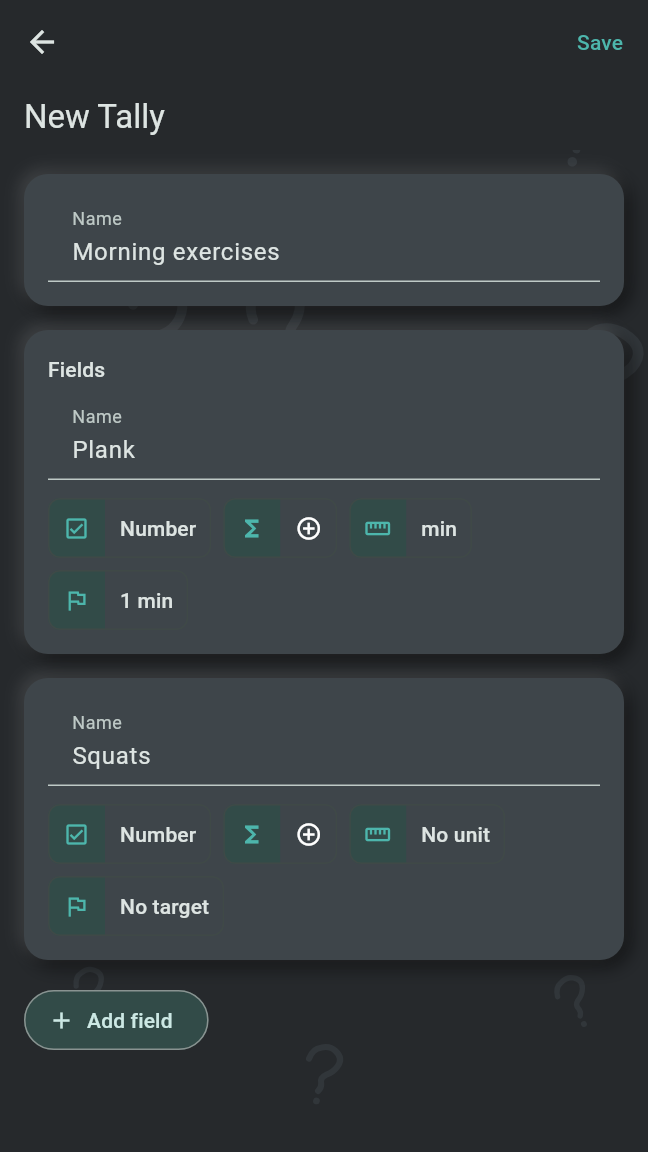 Save
New Tally
Name
Morning exercises
Fields
Name
Plank
Number
min
1 min
Name
Squats
Number
No unit
No target
Add field